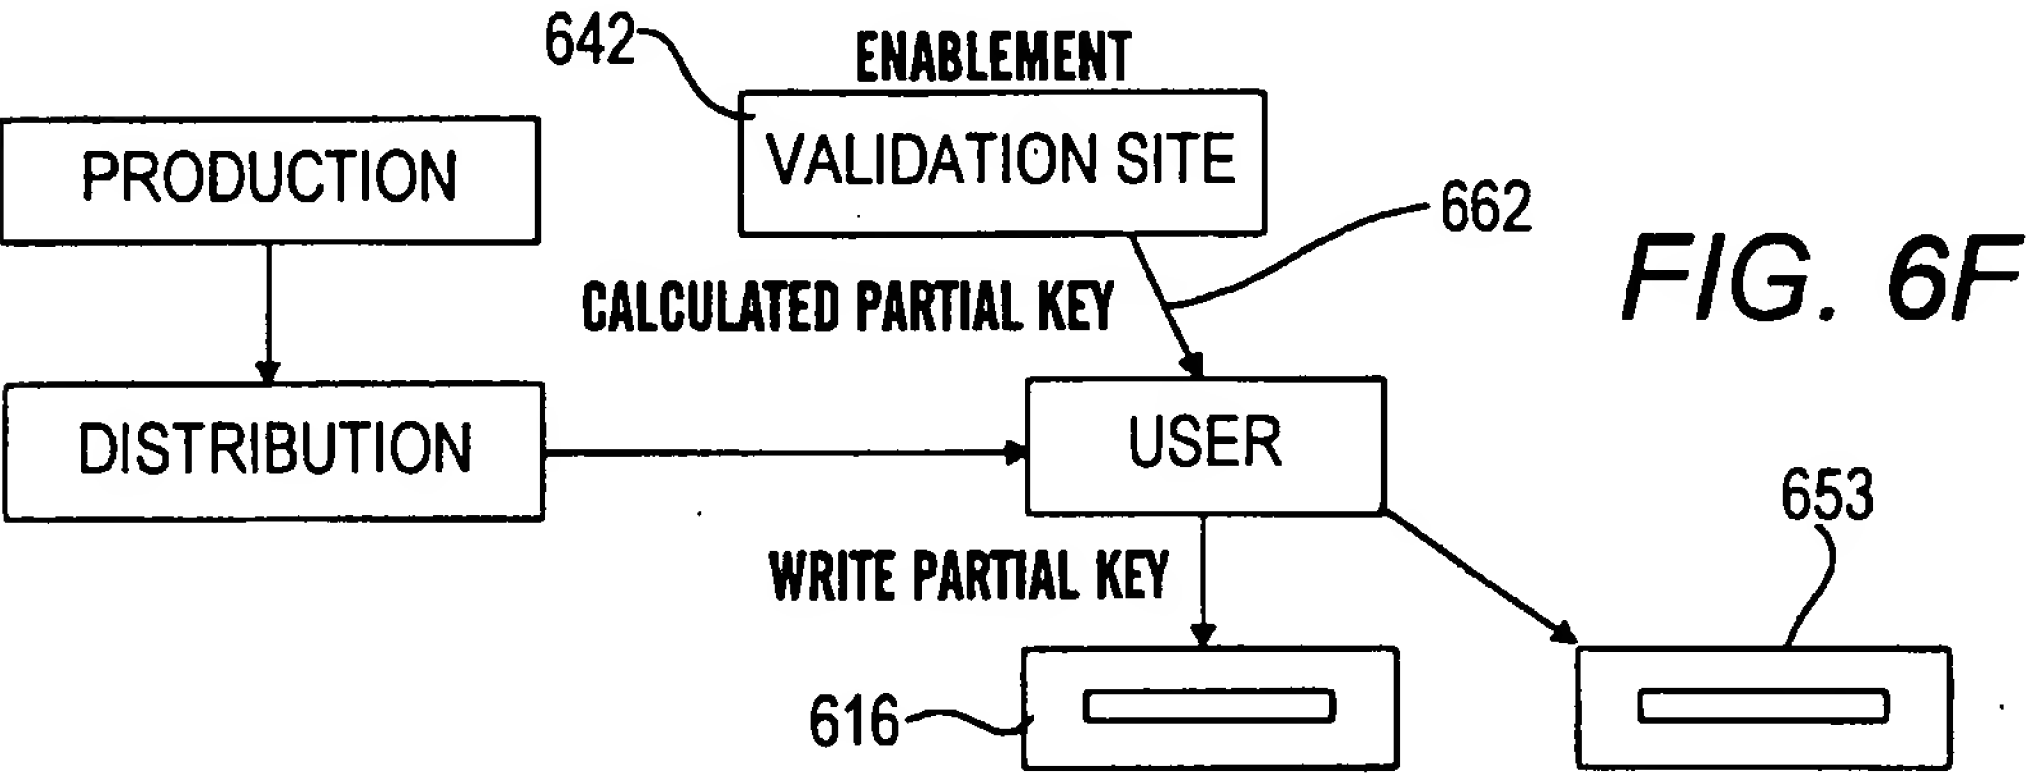 642
ENABLEMENT
VALIDATION SITE
PRODUCTION
662
FIG. 6F
CALCULATED PARTIAL KEY
DISTRIBUTION
USER
653
WRITE PARTIAL KEY
616